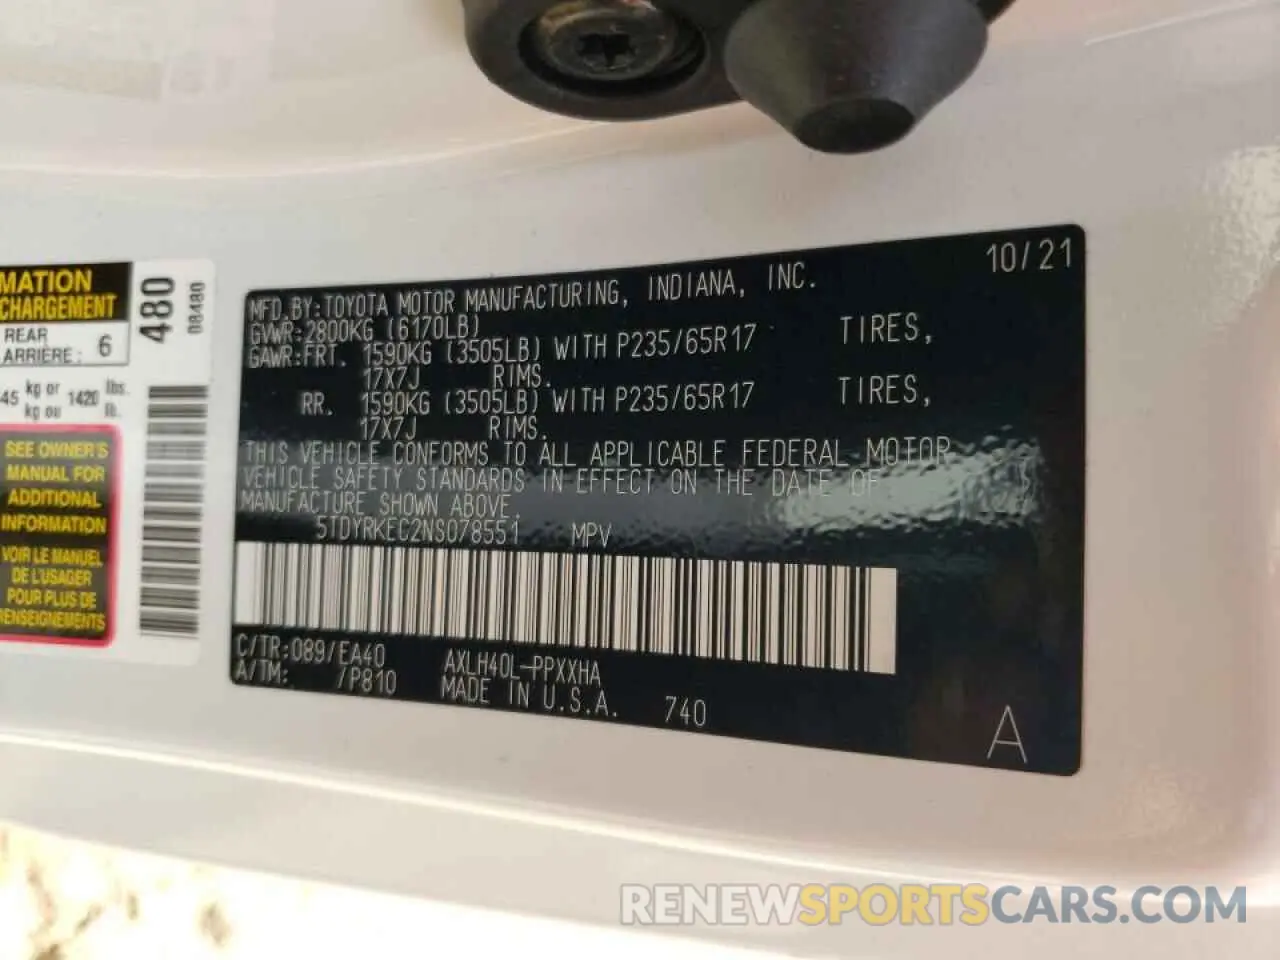 MATION
CHARGEMENT
REAR
ARRIÈRE : 6
45 kg or 1420 lbs.
kg ou lb.
SEE OWNER'S
MANUAL FOR
ADDITIONAL
INFORMATION
VOIR LE MANUEL
DE L'USAGER
POUR PLUS DE
RENSEIGNEMENTS
480
08480
10/21
MFD.BY:TOYOTA MOTOR MANUFACTURING, INDIANA, INC.
GVWR:2800KG (6170LB)
GAWR:FRT. 1590KG (3505LB) WITH P235/65R17 TIRES,
17X7J RIMS.
RR. 1590KG (3505LB) WITH P235/65R17 TIRES,
17X7J RIMS.
THIS VEHICLE CONFORMS TO ALL APPLICABLE FEDERAL MOTOR
VEHICLE SAFETY STANDARDS IN EFFECT ON THE DATE OF
MANUFACTURE SHOWN ABOVE.
5TDYRKEC2NS078551 MPV
C/TR:089/EA40 AXLH40L-PPXXHA
A/TM: /P810 MADE IN U.S.A. 740
A
RENEWSPORTSCARS.COM